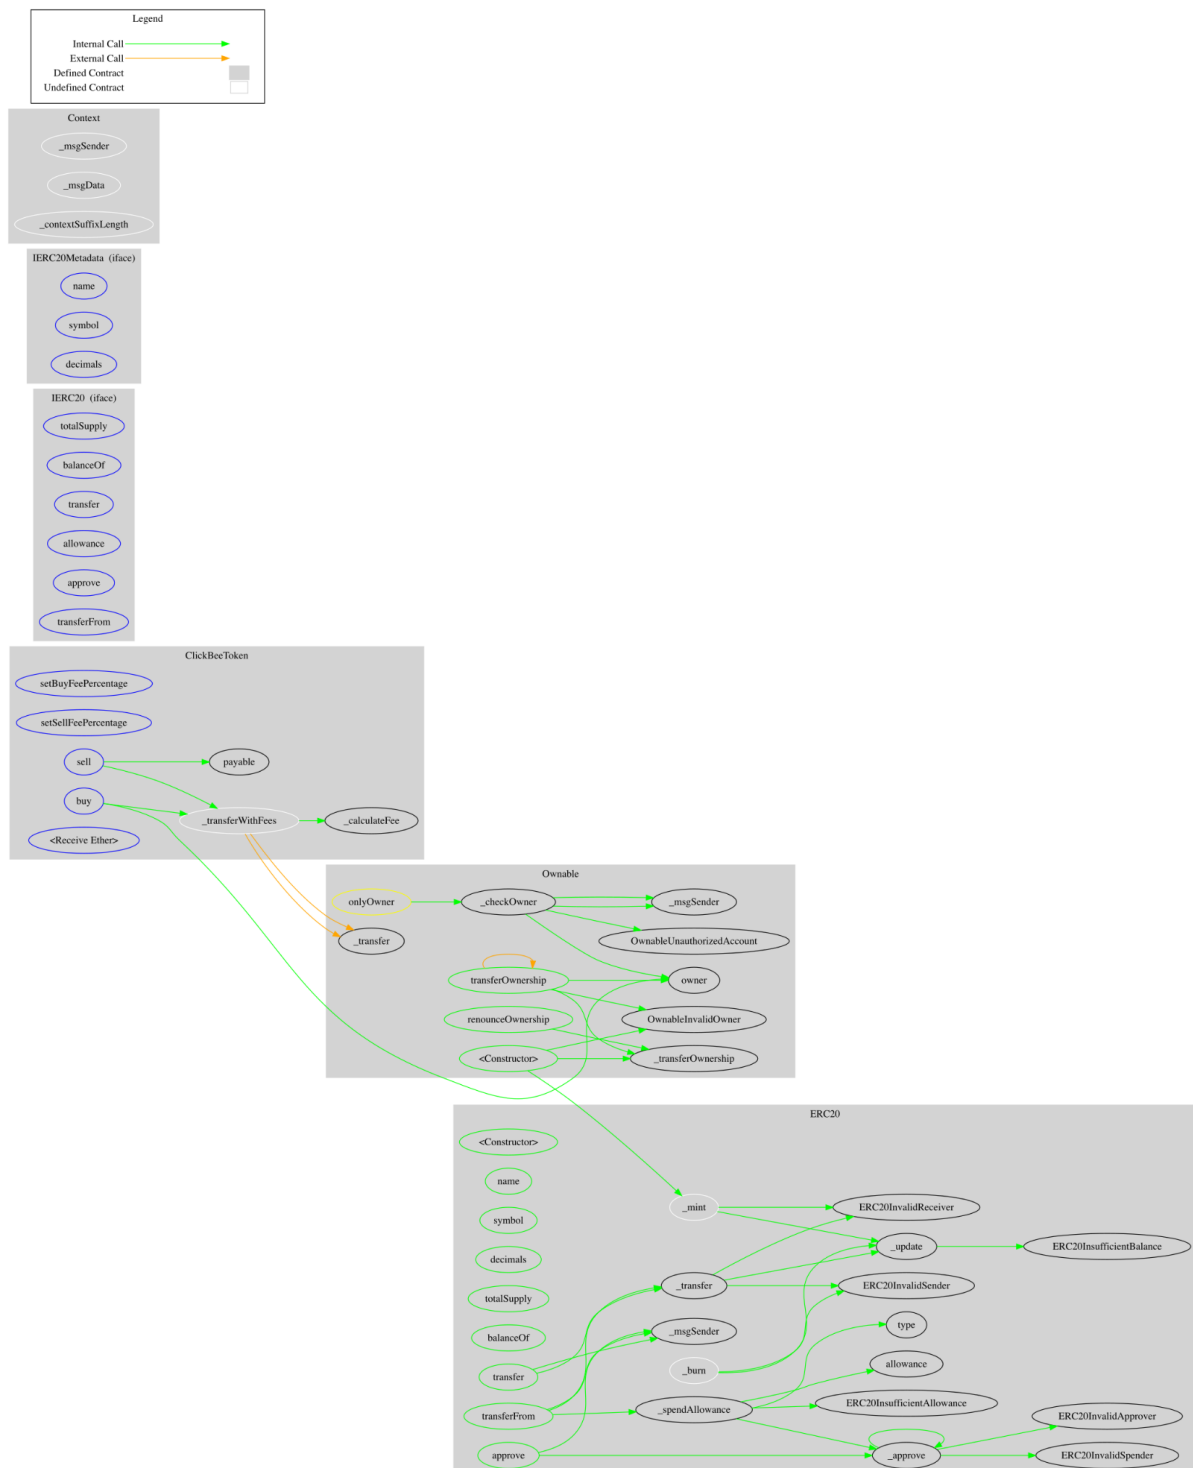 Legend
Internal Call
External Call
Defined Contract
Undefined Contract
Context
_msgSender
_msgData
_contextSuffixLength
IERC20Metadata (iface)
name
symbol
decimals
IERC20 (iface)
totalSupply
balanceOf
transfer
allowance
approve
transferFrom
ClickBeeToken
setBuyFeePercentage
setSellFeePercentage
sell
payable
buy
_transferWithFees
_calculateFee
<Receive Ether>
Ownable
onlyOwner
_checkOwner
_msgSender
_transfer
OwnableUnauthorizedAccount
transferOwnership
owner
renounceOwnership
OwnableInvalidOwner
<Constructor>
_transferOwnership
ERC20
<Constructor>
name
symbol
decimals
totalSupply
balanceOf
transfer
transferFrom
approve
_mint
_transfer
_msgSender
_burn
_spendAllowance
ERC20InvalidReceiver
_update
ERC20InvalidSender
type
allowance
ERC20InsufficientAllowance
_approve
ERC20InsufficientBalance
ERC20InvalidApprover
ERC20InvalidSpender